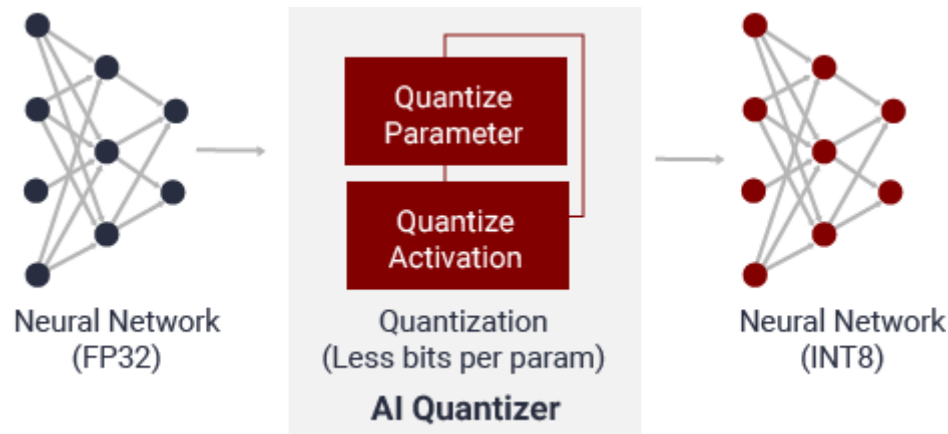 Quantize
Parameter
Quantize
Activation
Neural Network
(FP32)
Quantization
(Less bits per param)
AI Quantizer
Neural Network
(INT8)